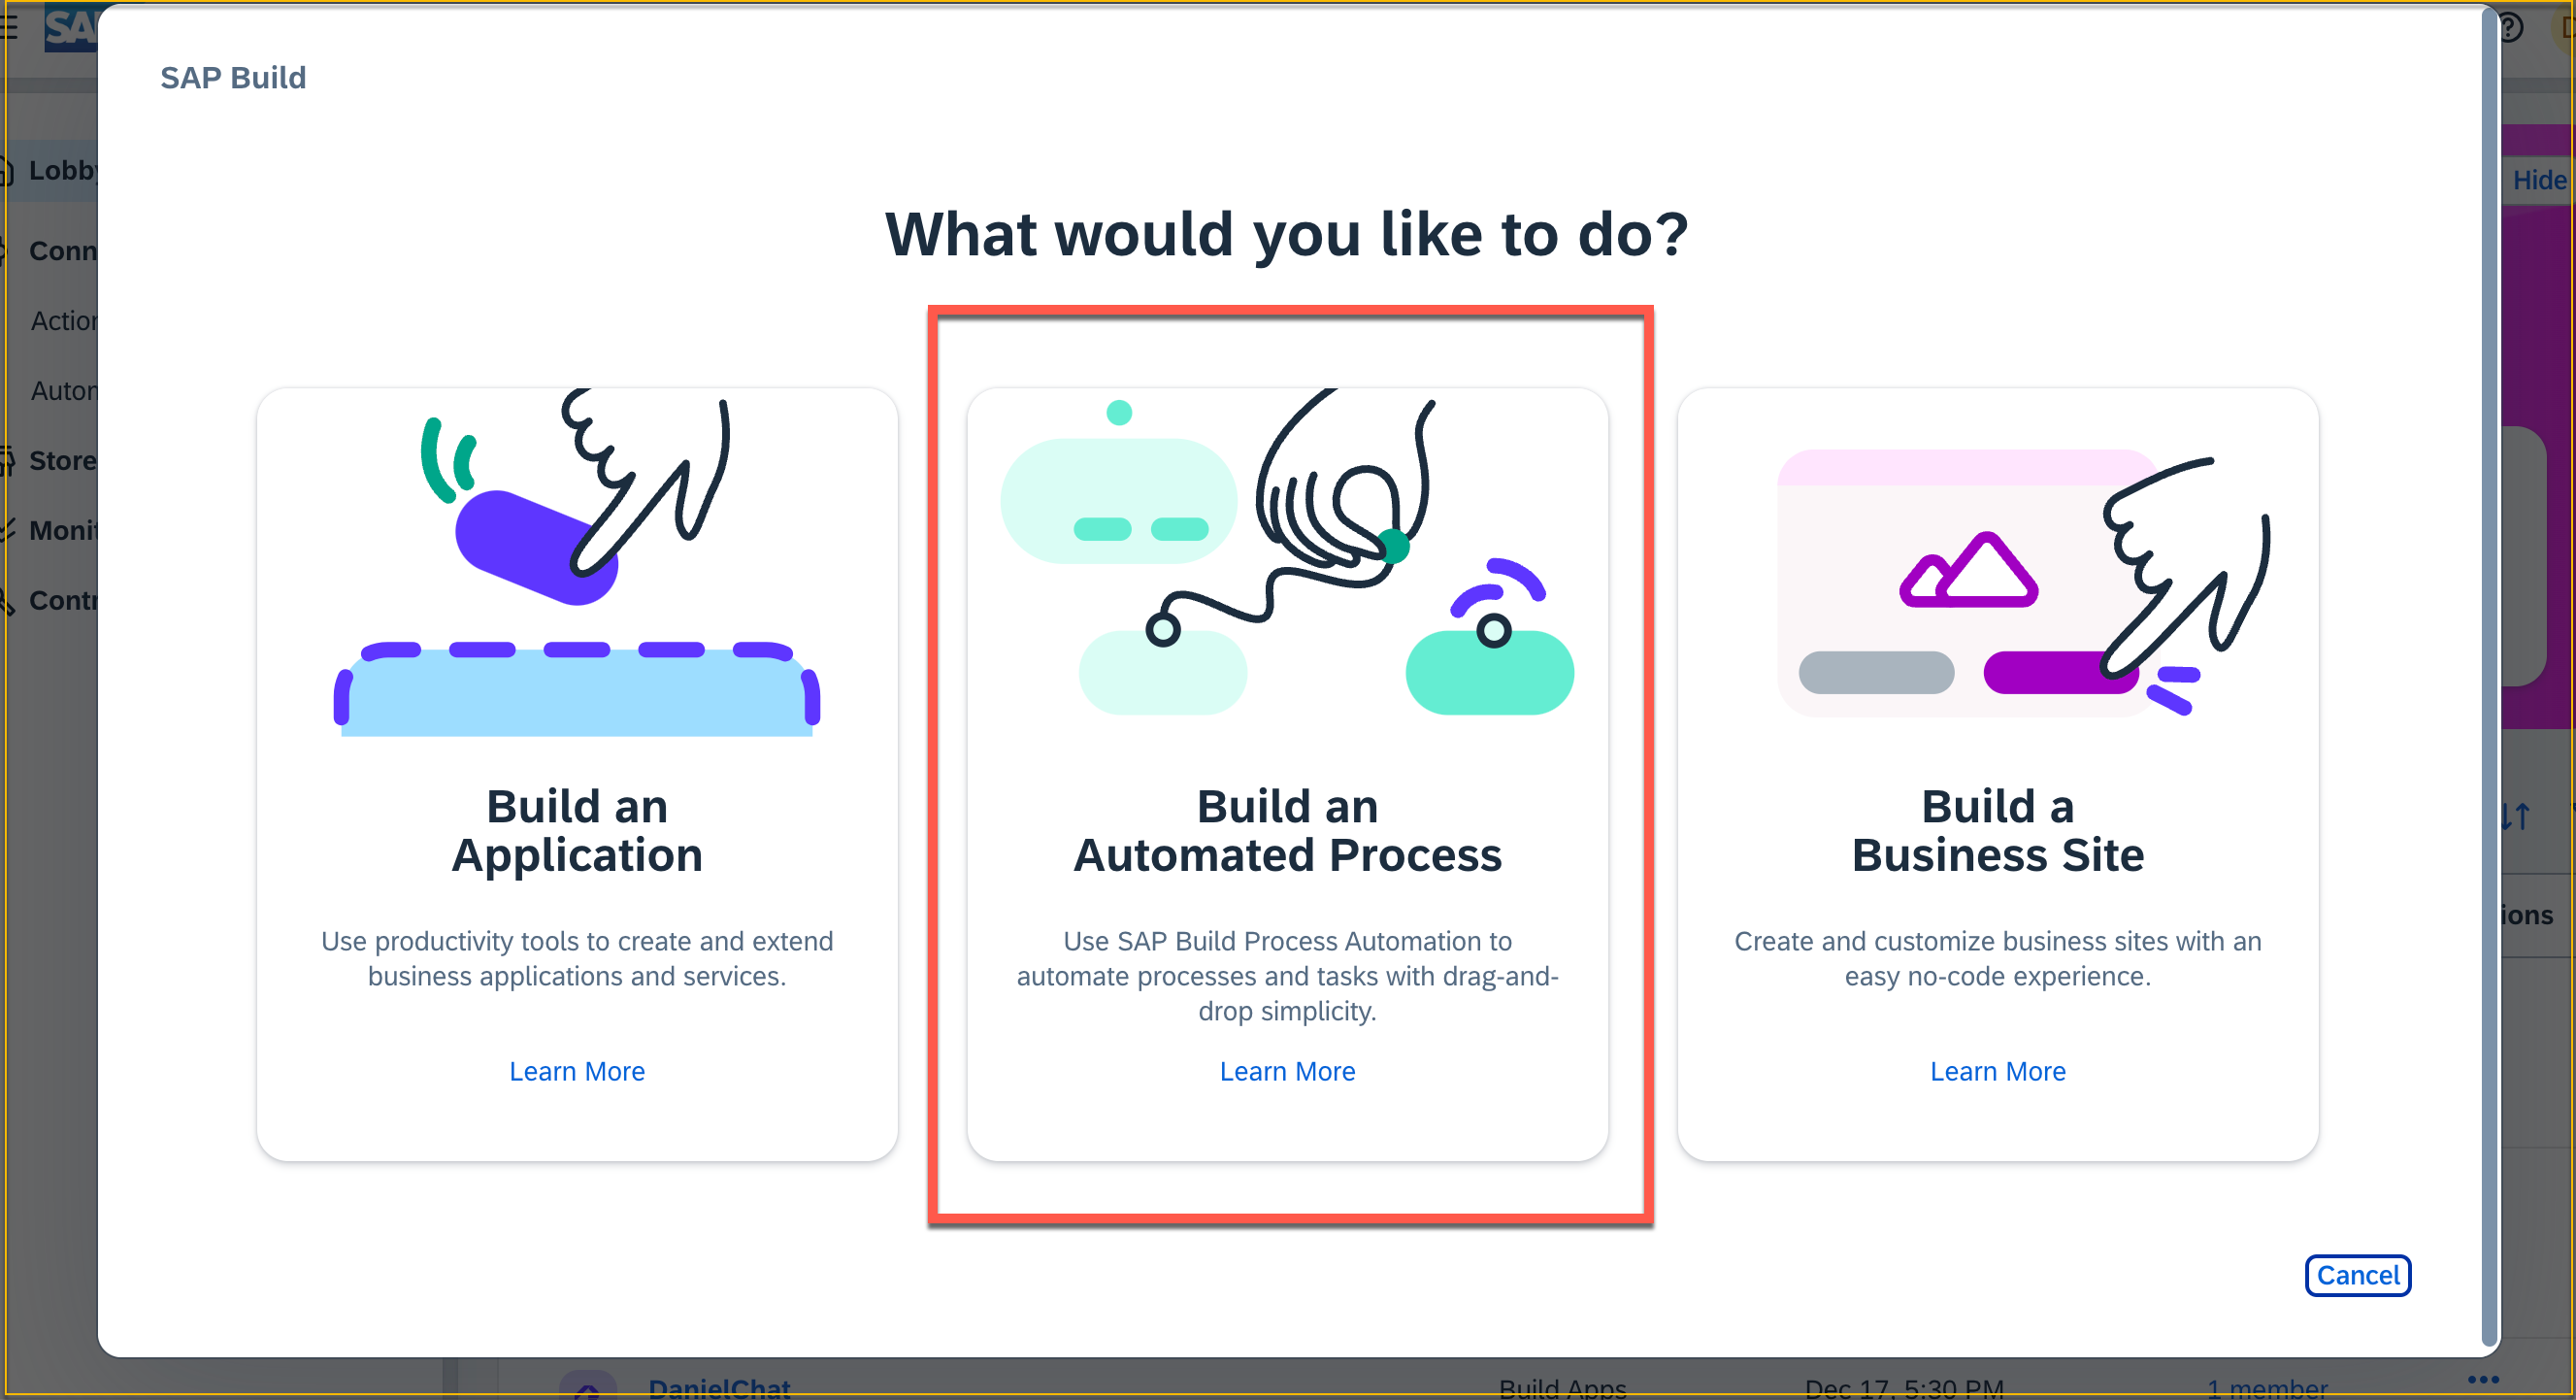 SAP Build
What would you like to do?
Build an
Application
Use productivity tools to create and extend
business applications and services.
Learn More
Build an
Automated Process
Use SAP Build Process Automation to
automate processes and tasks with drag-and-
drop simplicity.
Learn More
Build a
Business Site
Create and customize business sites with an
easy no-code experience.
Learn More
Cancel
SA
Lobby
Conn
Action
Autom
Store
Monit
Contr
Hide
ions
DanielChat
Build Apps
Dec 17, 5:30 PM
1 member